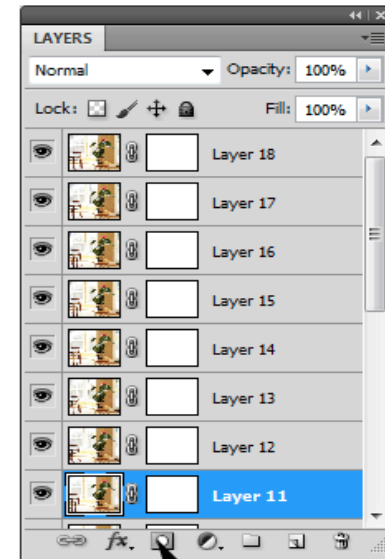 LAYERS
Normal Opacity: 100%
Lock: Fill: 100%
Layer 18
Layer 17
Layer 16
Layer 15
Layer 14
Layer 13
Layer 12
Layer 11
fx.